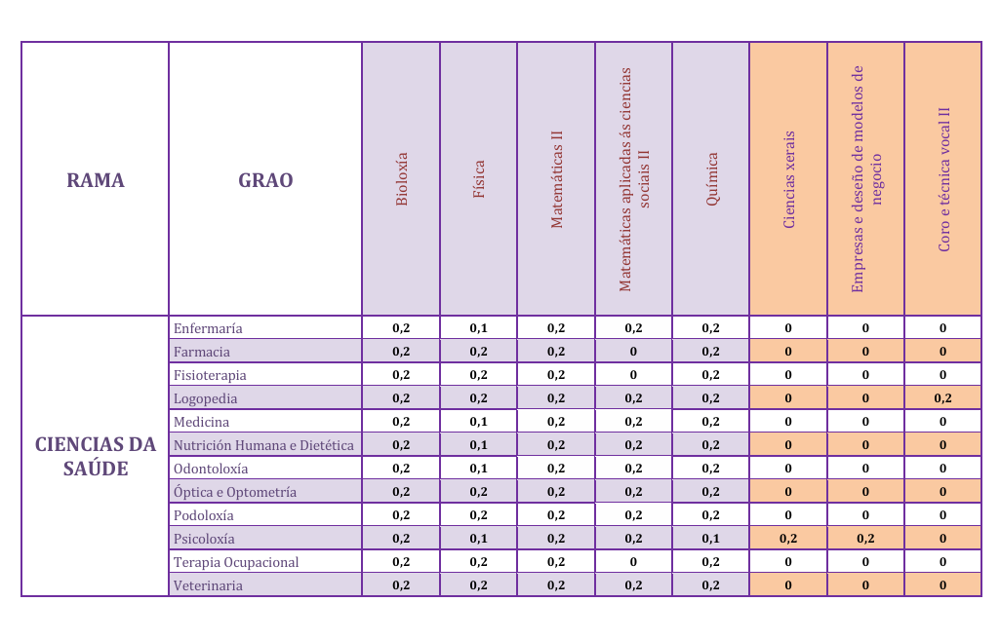 RAMA
GRAO
Bioloxía
Física
Matemáticas II
Matemáticas aplicadas ás ciencias
sociais II
Química
Ciencias xerais
Empresas e deseño de modelos de
negocio
Coro e técnica vocal II
CIENCIAS DA
SAÚDE
Enfermaría 0,2 0,1 0,2 0,2 0,2 0 0 0
Farmacia 0,2 0,2 0,2 0 0,2 0 0 0
Fisioterapia 0,2 0,2 0,2 0 0,2 0 0 0
Logopedia 0,2 0,2 0,2 0,2 0,2 0 0 0,2
Medicina 0,2 0,1 0,2 0,2 0,2 0 0 0
Nutrición Humana e Dietética 0,2 0,1 0,2 0,2 0,2 0 0 0
Odontoloxía 0,2 0,1 0,2 0,2 0,2 0 0 0
Óptica e Optometría 0,2 0,2 0,2 0,2 0,2 0 0 0
Podoloxía 0,2 0,2 0,2 0,2 0,2 0 0 0
Psicoloxía 0,2 0,1 0,2 0,2 0,1 0,2 0,2 0
Terapia Ocupacional 0,2 0,2 0,2 0 0,2 0 0 0
Veterinaria 0,2 0,2 0,2 0,2 0,2 0 0 0